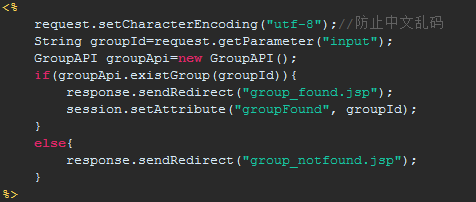 <%
request.setCharacterEncoding("utf-8");//防止中文乱码
String groupId=request.getParameter("input");
GroupAPI groupApi=new GroupAPI();
if(groupApi.existGroup(groupId)){
response.sendRedirect("group_found.jsp");
session.setAttribute("groupFound", groupId);
}
else{
response.sendRedirect("group_notfound.jsp");
}
%>